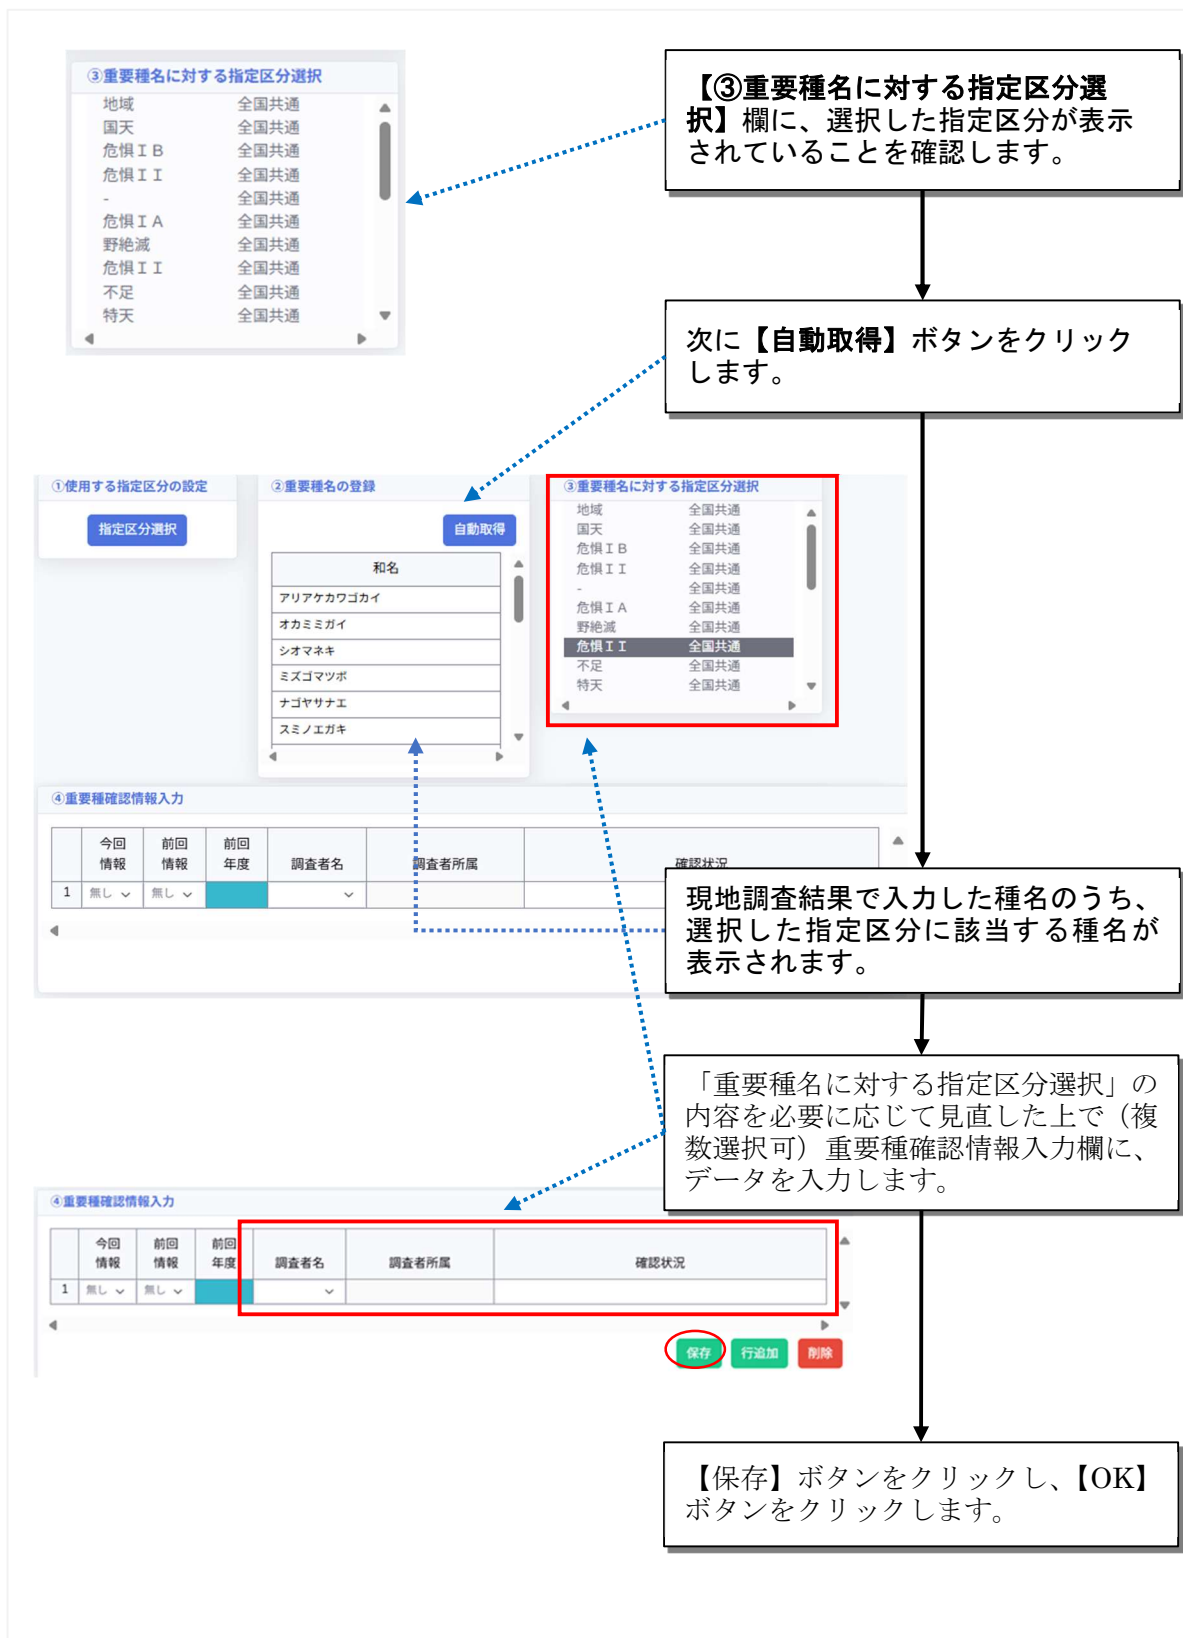 ③重要種名に対する指定区分選択
地域 全国共通
国天 全国共通
危惧ＩＢ 全国共通
危惧ＩＩ 全国共通
- 全国共通
危惧ＩＡ 全国共通
野絶滅 全国共通
危惧ＩＩ 全国共通
不足 全国共通
特天 全国共通
【③重要種名に対する指定区分選
択】欄に、選択した指定区分が表示
されていることを確認します。
次に【自動取得】ボタンをクリック
します。
①使用する指定区分の設定
指定区分選択
②重要種名の登録
自動取得
和名
アリアケカワゴカイ
オカミミガイ
シオマネキ
ミズゴマツボ
ナゴヤサナエ
スミノエガキ
③重要種名に対する指定区分選択
地域 全国共通
国天 全国共通
危惧ＩＢ 全国共通
危惧ＩＩ 全国共通
- 全国共通
危惧ＩＡ 全国共通
野絶滅 全国共通
危惧ＩＩ 全国共通
不足 全国共通
特天 全国共通
④重要種確認情報入力
今回 前回 前回
情報 情報 年度 調査者名 調査者所属 確認状況
1 無し 無し
現地調査結果で入力した種名のうち、
選択した指定区分に該当する種名が
表示されます。
「重要種名に対する指定区分選択」の
内容を必要に応じて見直した上で（複
数選択可）重要種確認情報入力欄に、
データを入力します。
④重要種確認情報入力
今回 前回 前回
情報 情報 年度 調査者名 調査者所属 確認状況
1 無し 無し
保存 行追加 削除
【保存】ボタンをクリックし、【OK】
ボタンをクリックします。